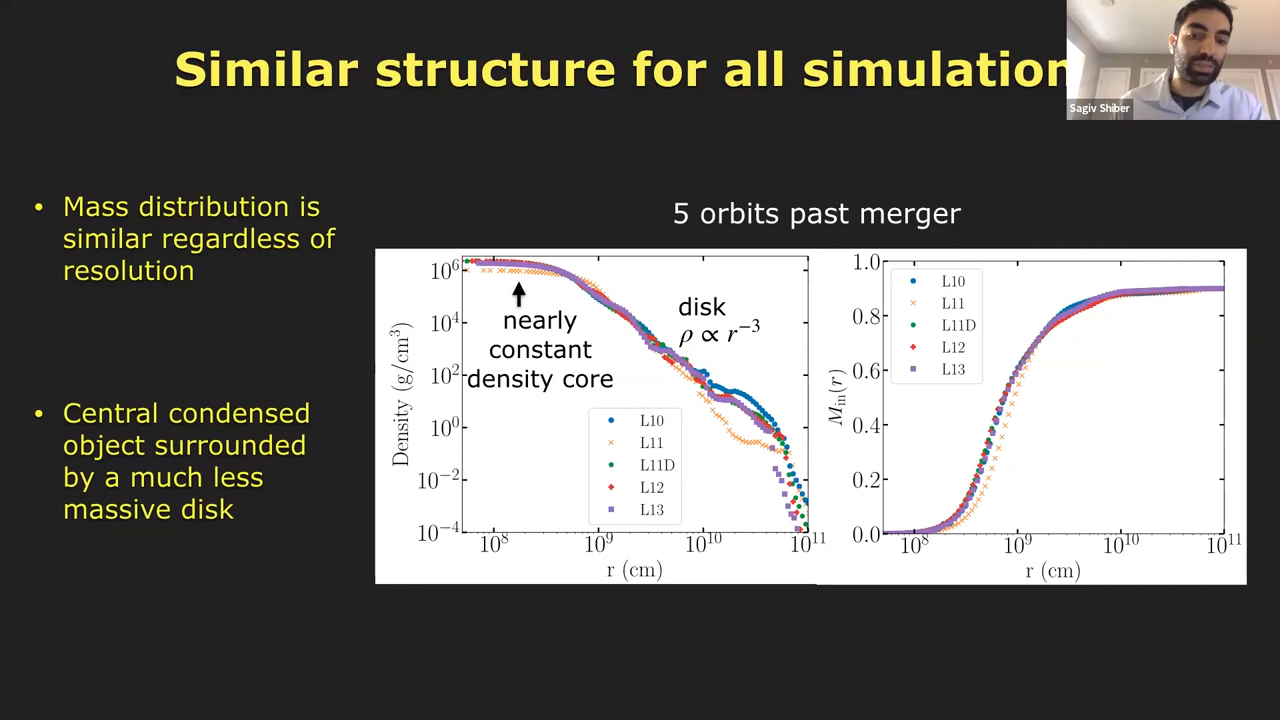 Similar structure for all simulation
Sagiv Shiber
• Mass distribution is
similar regardless of
resolution
• Central condensed
object surrounded
by a much less
massive disk
5 orbits past merger
10⁶
10⁴
10²
10⁰
10⁻²
10⁻⁴
Density (g/cm³)
nearly
constant
density core
disk
ρ ∝ r⁻³
L10
L11
L11D
L12
L13
10⁸
10⁹
10¹⁰
10¹¹
r (cm)
1.0
0.8
0.6
0.4
0.2
0.0
M_in(r)
L10
L11
L11D
L12
L13
10⁸
10⁹
10¹⁰
10¹¹
r (cm)